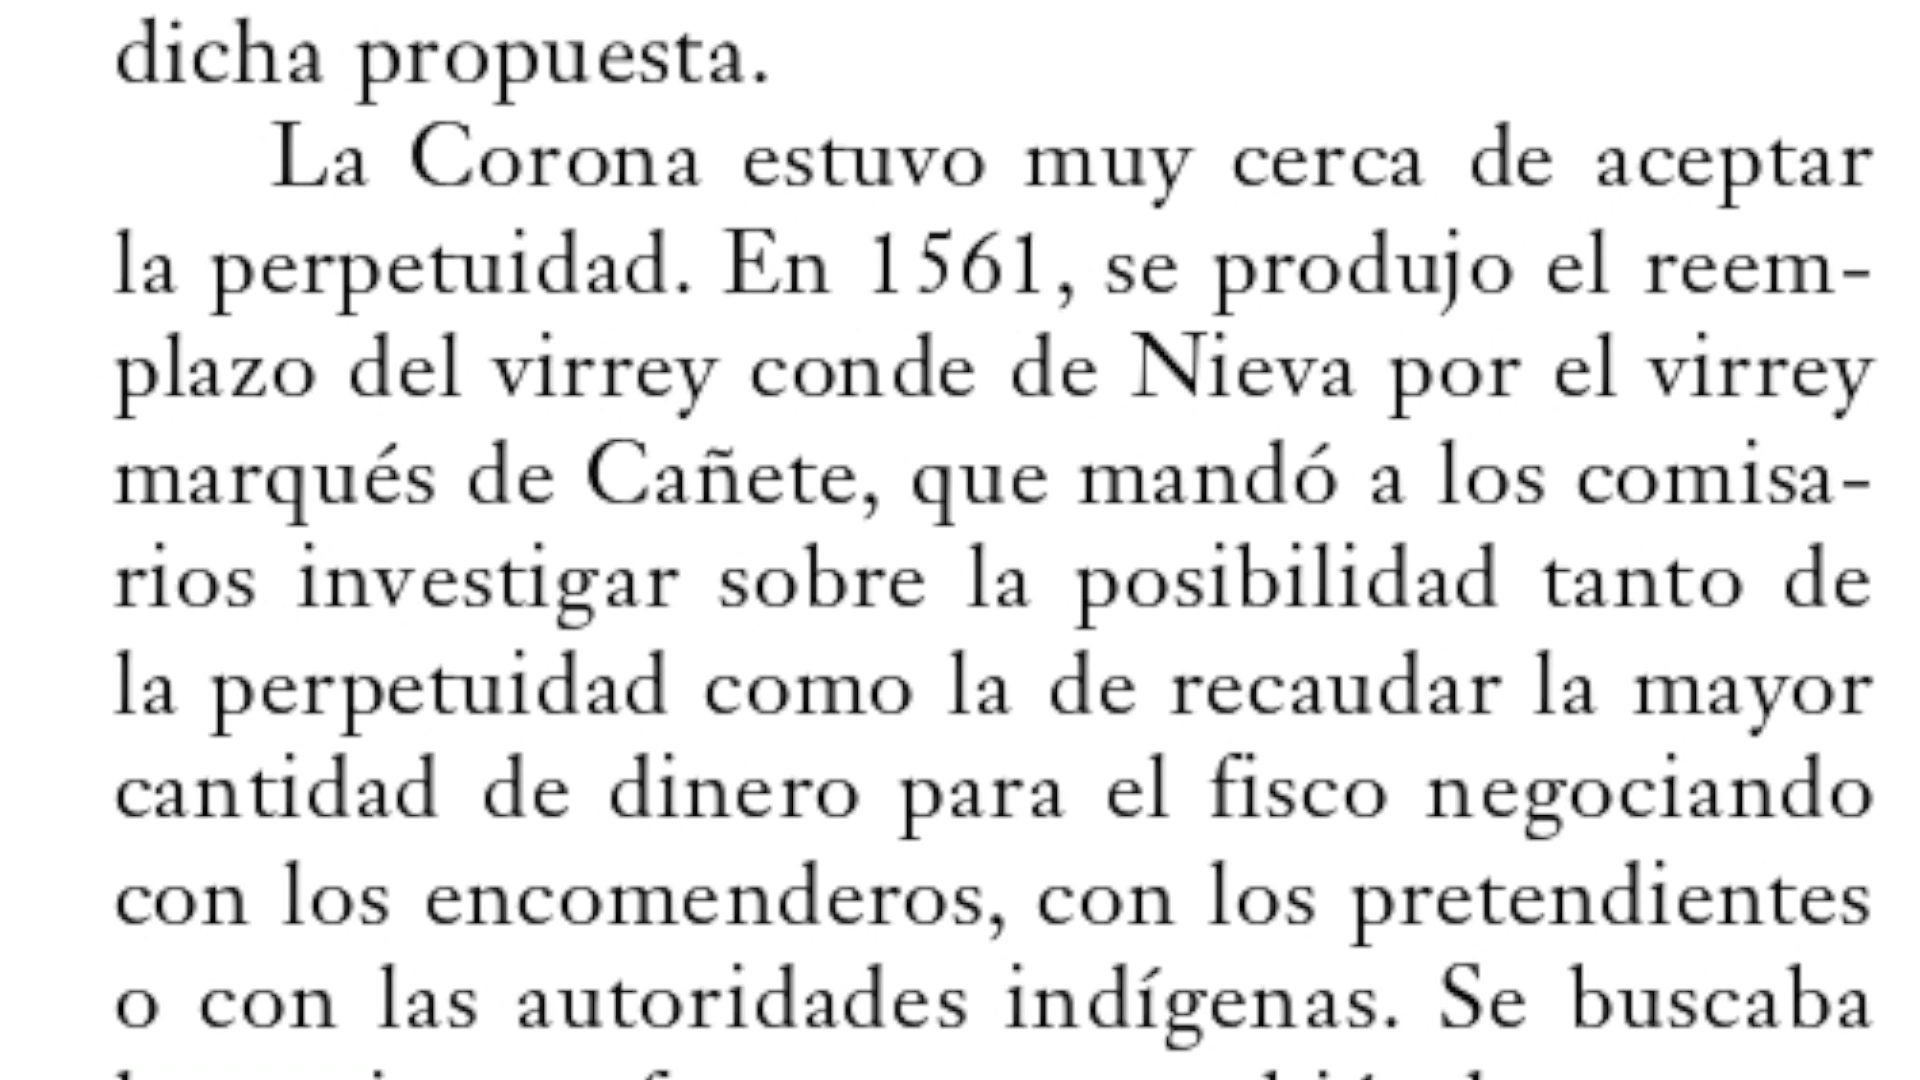 dicha propuesta.
La Corona estuvo muy cerca de aceptar
la perpetuidad. En 1561, se produjo el reem-
plazo del virrey conde de Nieva por el virrey
marqués de Cañete, que mandó a los comisa-
rios investigar sobre la posibilidad tanto de
la perpetuidad como la de recaudar la mayor
cantidad de dinero para el fisco negociando
con los encomenderos, con los pretendientes
o con las autoridades indígenas. Se buscaba